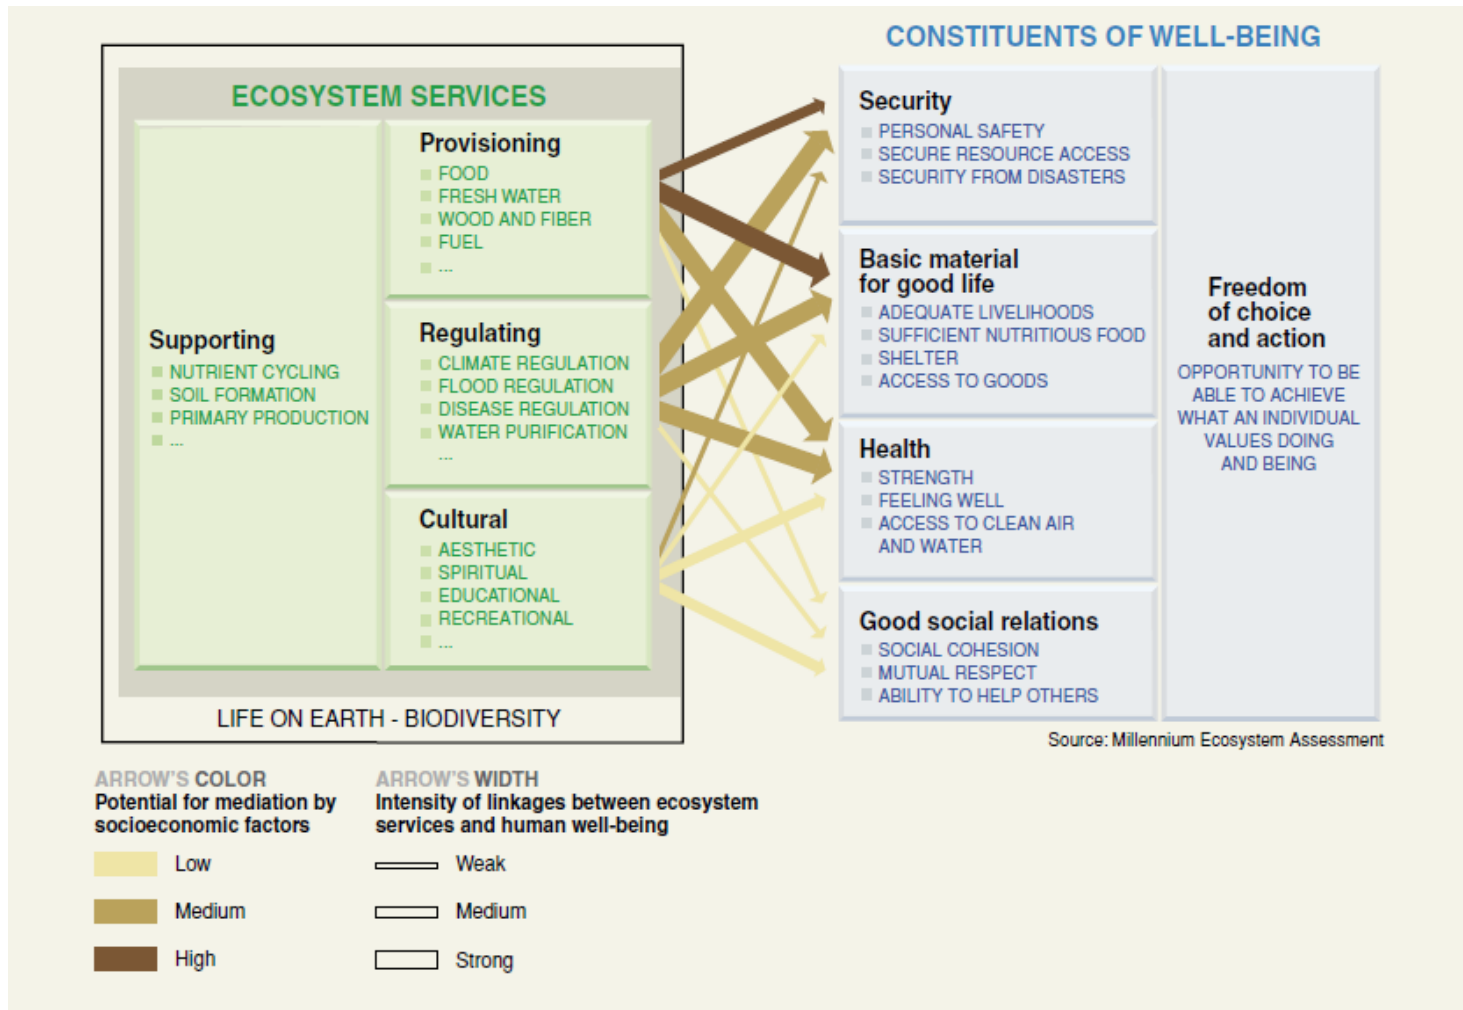 CONSTITUENTS OF WELL-BEING
ECOSYSTEM SERVICES
Supporting
NUTRIENT CYCLING
SOIL FORMATION
PRIMARY PRODUCTION
...
Provisioning
FOOD
FRESH WATER
WOOD AND FIBER
FUEL
...
Regulating
CLIMATE REGULATION
FLOOD REGULATION
DISEASE REGULATION
WATER PURIFICATION
...
Cultural
AESTHETIC
SPIRITUAL
EDUCATIONAL
RECREATIONAL
...
LIFE ON EARTH - BIODIVERSITY
Security
PERSONAL SAFETY
SECURE RESOURCE ACCESS
SECURITY FROM DISASTERS
Basic material
for good life
ADEQUATE LIVELIHOODS
SUFFICIENT NUTRITIOUS FOOD
SHELTER
ACCESS TO GOODS
Health
STRENGTH
FEELING WELL
ACCESS TO CLEAN AIR
AND WATER
Good social relations
SOCIAL COHESION
MUTUAL RESPECT
ABILITY TO HELP OTHERS
Freedom
of choice
and action
OPPORTUNITY TO BE
ABLE TO ACHIEVE
WHAT AN INDIVIDUAL
VALUES DOING
AND BEING
Source: Millennium Ecosystem Assessment
ARROW'S COLOR
Potential for mediation by
socioeconomic factors
Low
Medium
High
ARROW'S WIDTH
Intensity of linkages between ecosystem
services and human well-being
Weak
Medium
Strong